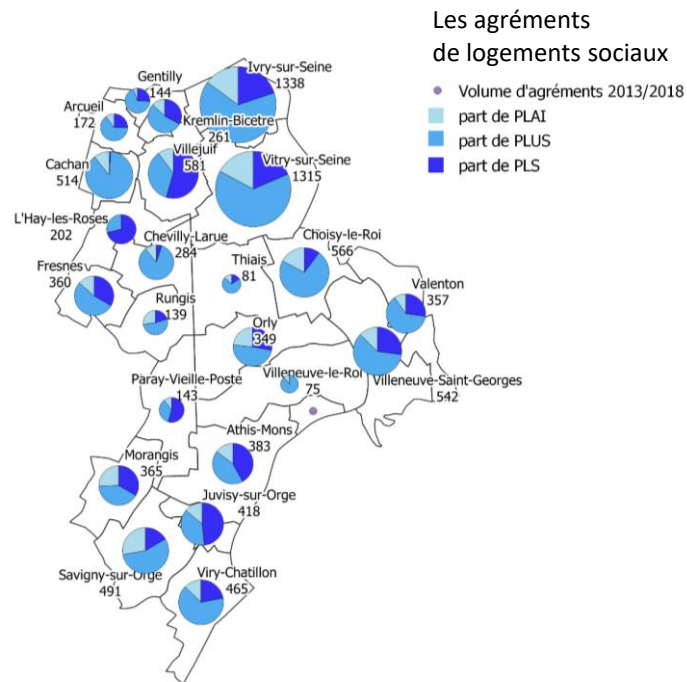 Les agréments
de logements sociaux
Volume d'agréments 2013/2018
part de PLAI
part de PLUS
part de PLS
Ivry-sur-Seine
1338
Gentilly
144
Arcueil
172
Kremlin-Bicetre
261
Villejuif
581
Vitry-sur-Seine
1315
Cachan
514
L'Hay-les-Roses
202
Chevilly-Larue
284
Choisy-le-Roi
566
Thiais
81
Fresnes
360
Valenton
357
Rungis
139
Orly
349
Villeneuve-le-Roi
75
Villeneuve-Saint-Georges
542
Paray-Vieille-Poste
143
Athis-Mons
383
Morangis
365
Juvisy-sur-Orge
418
Savigny-sur-Orge
491
Viry-Chatillon
465